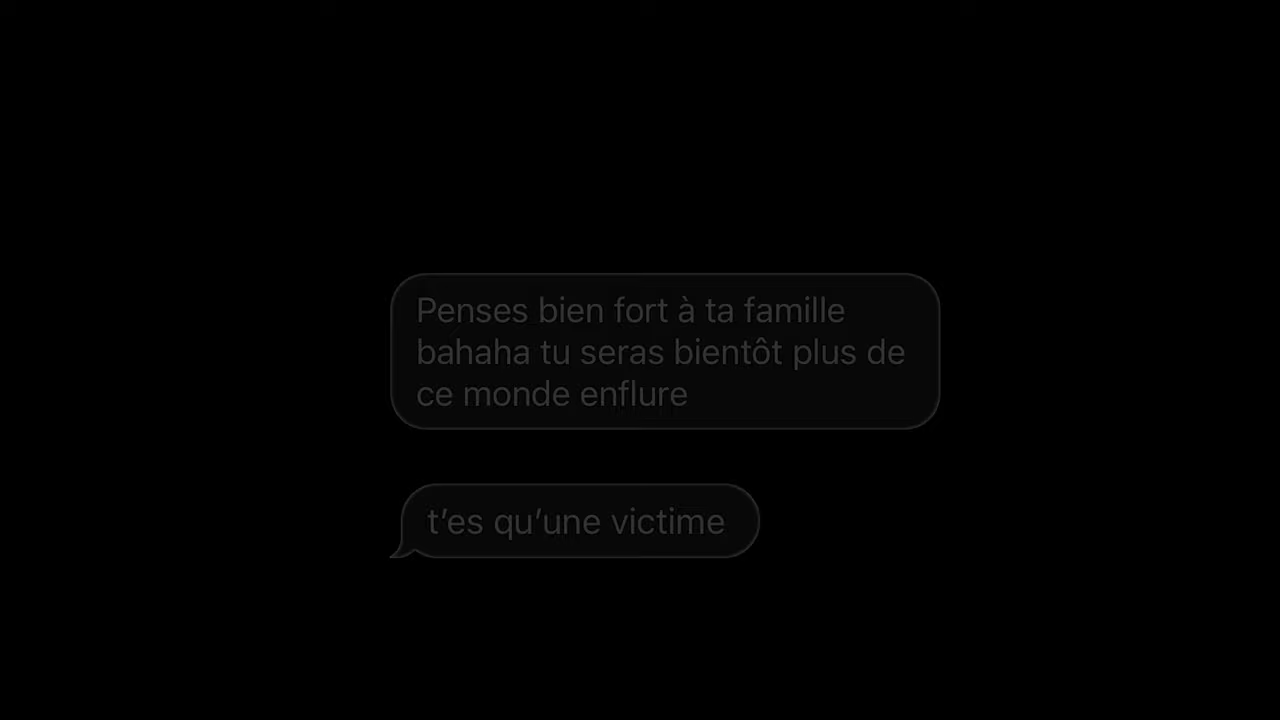 Penses bien fort à ta famille
bahaha tu seras bientôt plus de
ce monde enflure
t’es qu’une victime